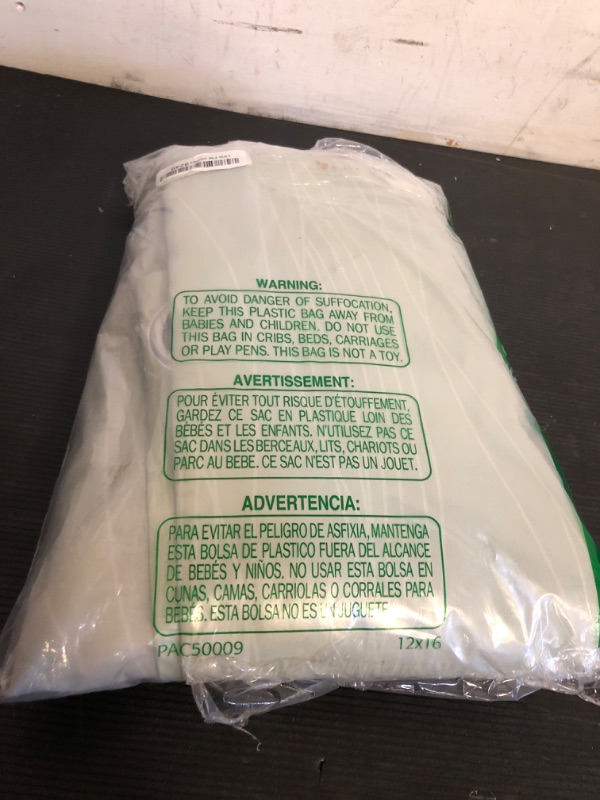 WARNING:
TO AVOID DANGER OF SUFFOCATION,
KEEP THIS PLASTIC BAG AWAY FROM
BABIES AND CHILDREN. DO NOT USE
THIS BAG IN CRIBS, BEDS, CARRIAGES
OR PLAY PENS. THIS BAG IS NOT A TOY.
AVERTISSEMENT:
POUR ÉVITER TOUT RISQUE D'ÉTOUFFEMENT,
GARDEZ CE SAC EN PLASTIQUE LOIN DES
BÉBÉS ET LES ENFANTS. N'UTILISEZ PAS CE
SAC DANS LES BERCEAUX, LITS, CHARIOTS OU
PARC AU BEBE. CE SAC N'EST PAS UN JOUET.
ADVERTENCIA:
PARA EVITAR EL PELIGRO DE ASFIXIA, MANTENGA
ESTA BOLSA DE PLASTICO FUERA DEL ALCANCE
DE BEBÉS Y NIÑOS. NO USAR ESTA BOLSA EN
CUNAS, CAMAS, CARRIOLAS O CORRALES PARA
BEBÉS. ESTA BOLSA NO ES UN JUGUETE
PAC50009 12x16